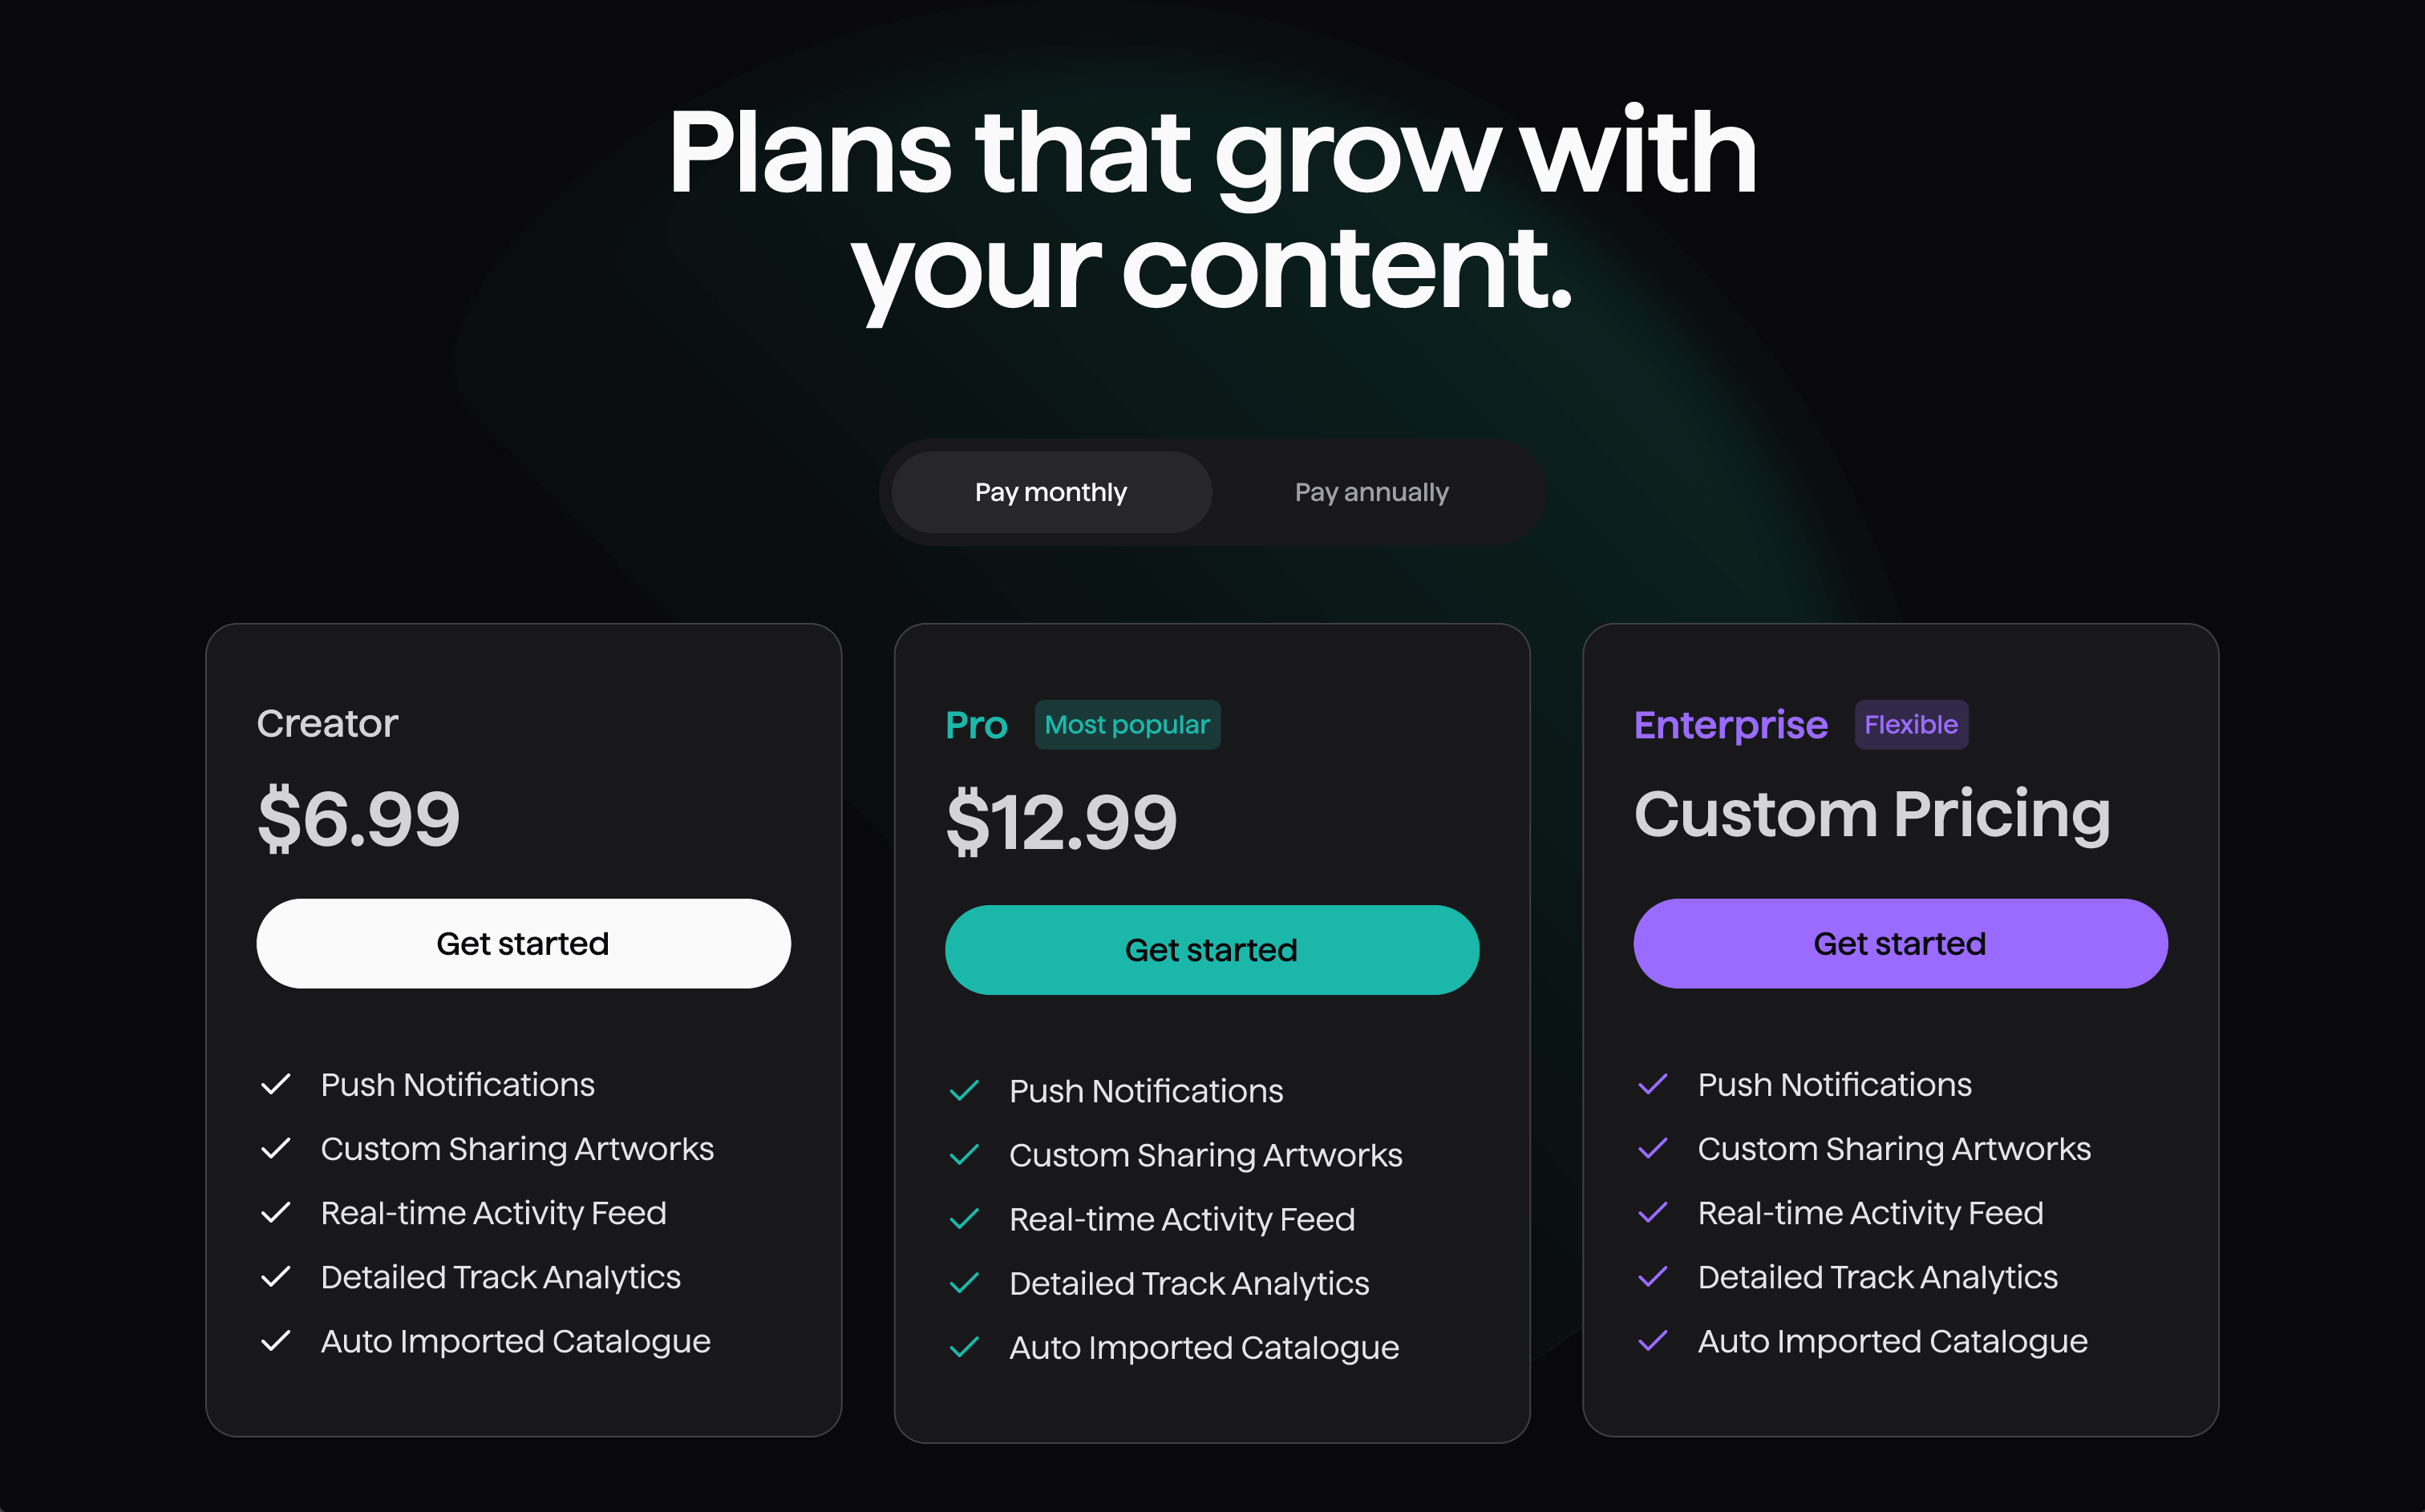 Plans that grow with
your content.
Pay monthly
Pay annually
Creator
$6.99
Get started
Push Notifications
Custom Sharing Artworks
Real-time Activity Feed
Detailed Track Analytics
Auto Imported Catalogue
Pro
Most popular
$12.99
Get started
Push Notifications
Custom Sharing Artworks
Real-time Activity Feed
Detailed Track Analytics
Auto Imported Catalogue
Enterprise
Flexible
Custom Pricing
Get started
Push Notifications
Custom Sharing Artworks
Real-time Activity Feed
Detailed Track Analytics
Auto Imported Catalogue